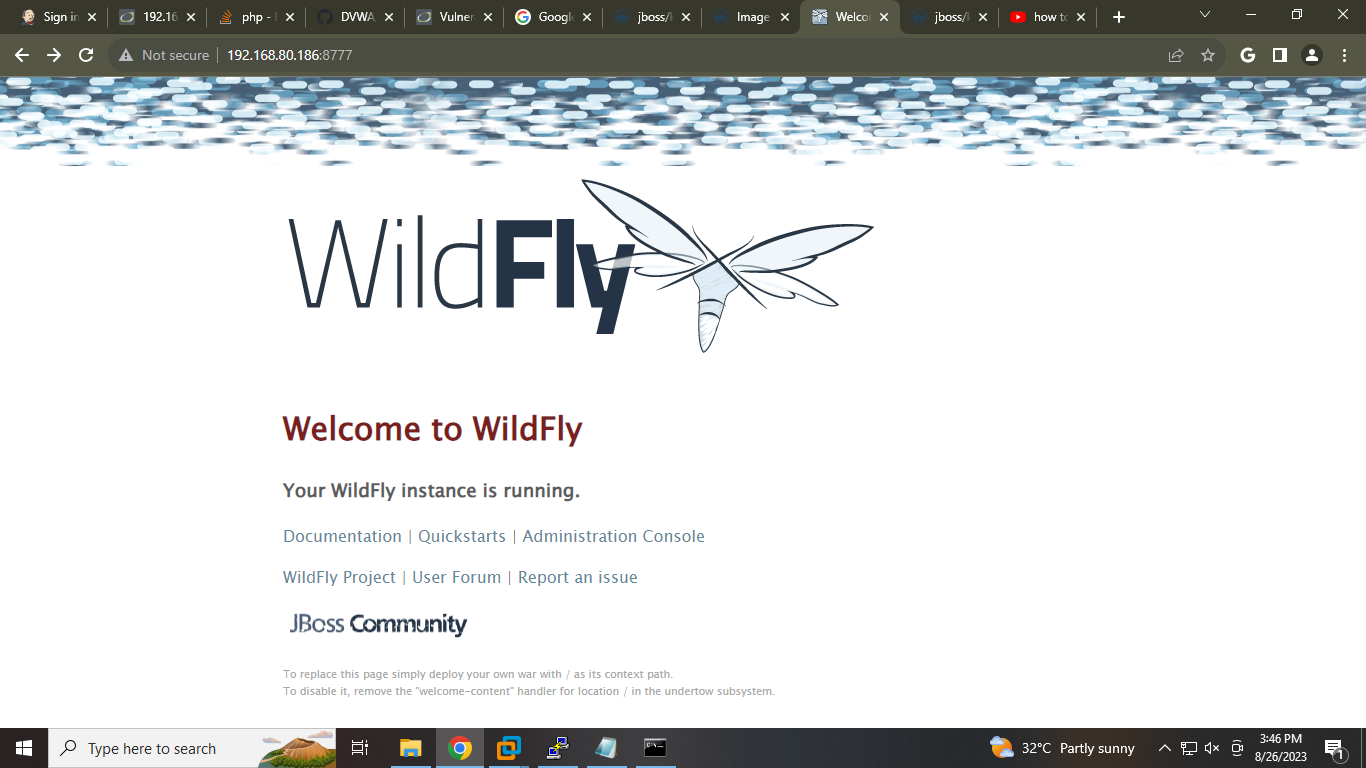 Sign in
192.16
php -
DVWA
Vulner
Google
jboss/
Image
Welco
jboss/
how to
Not secure
192.168.80.186:8777
WildFly
Welcome to WildFly
Your WildFly instance is running.
Documentation | Quickstarts | Administration Console
WildFly Project | User Forum | Report an issue
JBoss Community
To replace this page simply deploy your own war with / as its context path.
To disable it, remove the "welcome-content" handler for location / in the undertow subsystem.
Type here to search
32°C Partly sunny
3:46 PM
8/26/2023
1